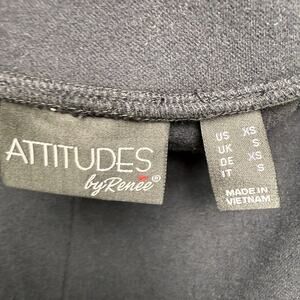 ATTITUDES
by Renée®
US XS
UK S
DE XS
IT S
MADE IN
VIETNAM